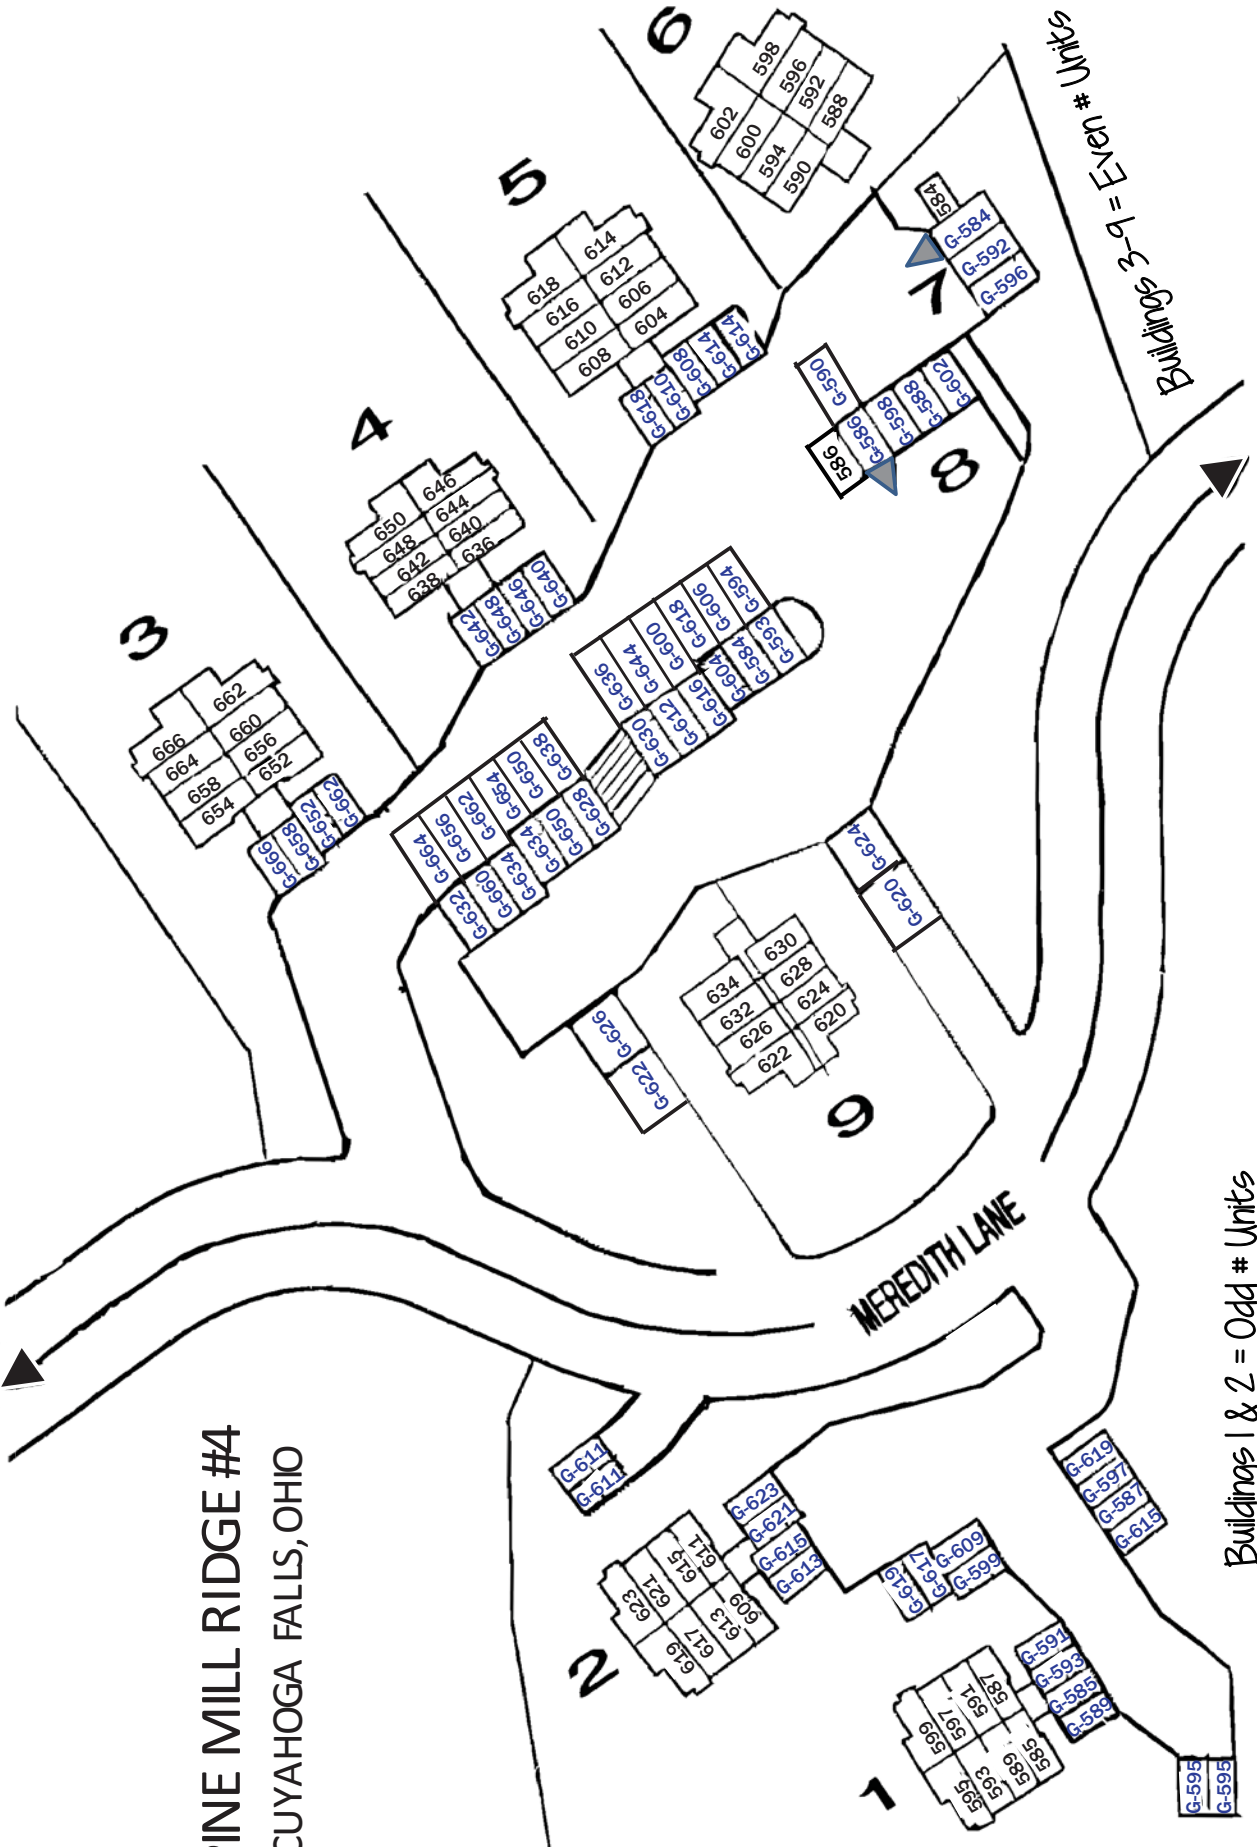 PINE MILL RIDGE #4
CUYAHOGA FALLS, OHIO
Buildings 3-9 = Even # Units
Buildings 1 & 2 = Odd # Units
MEREDITH LANE
6
598
596
592
588
602
600
594
590
5
614
612
606
604
618
616
610
608
G-618
G-610
G-608
G-614
G-614
7
584
G-584
G-592
G-596
8
586
G-590
G-586
G-598
G-588
G-602
4
646
644
640
636
650
648
642
638
G-642
G-648
G-646
G-640
3
662
660
656
652
666
664
658
654
G-666
G-658
G-652
G-662
G-636
G-644
G-600
G-618
G-606
G-594
G-630
G-612
G-616
G-604
G-584
G-593
G-664
G-656
G-662
G-654
G-650
G-638
G-632
G-660
G-634
G-634
G-650
G-628
G-626
G-622
G-624
G-620
9
634
632
626
622
630
628
624
620
G-611
G-611
2
623
621
615
611
619
617
613
609
G-623
G-621
G-615
G-613
G-619
G-617
G-609
G-599
G-619
G-597
G-587
G-615
1
599
597
591
587
595
593
589
585
G-591
G-593
G-585
G-589
G-595
G-595